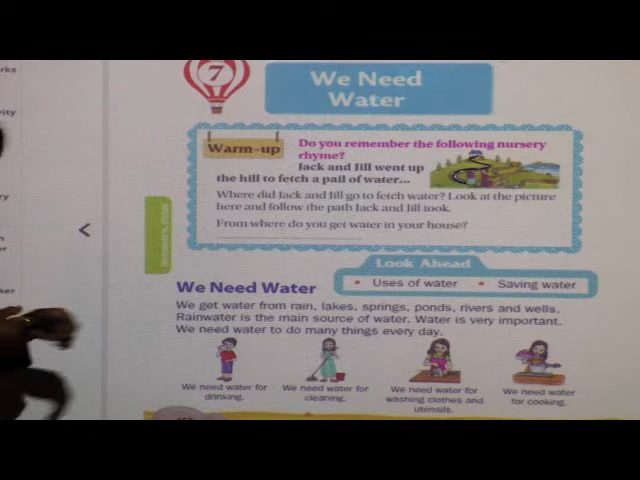 rks
vity
ry
n
er
ker
7
We Need
Water
Warm-up
Do you remember the following nursery
rhyme?
Jack and Jill went up
the hill to fetch a pail of water...
Where did Jack and Jill go to fetch water? Look at the picture
here and follow the path Jack and Jill took.
From where do you get water in your house?
Look Ahead
• Uses of water • Saving water
We Need Water
We get water from rain, lakes, springs, ponds, rivers and wells.
Rainwater is the main source of water. Water is very important.
We need water to do many things every day.
We need water for
drinking.
We need water for
cleaning.
We need water for
washing clothes and
utensils.
We need water
for cooking.